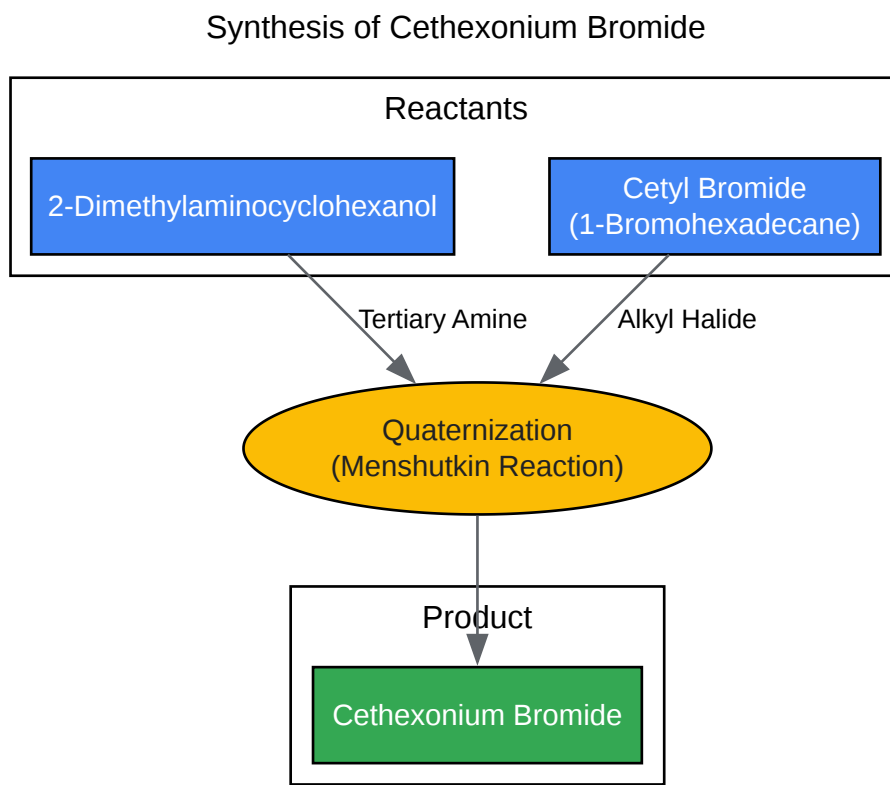 Synthesis of Cethexonium Bromide
Reactants
2-Dimethylaminocyclohexanol
Cetyl Bromide
(1-Bromohexadecane)
Tertiary Amine
Alkyl Halide
Quaternization
(Menshutkin Reaction)
Product
Cethexonium Bromide